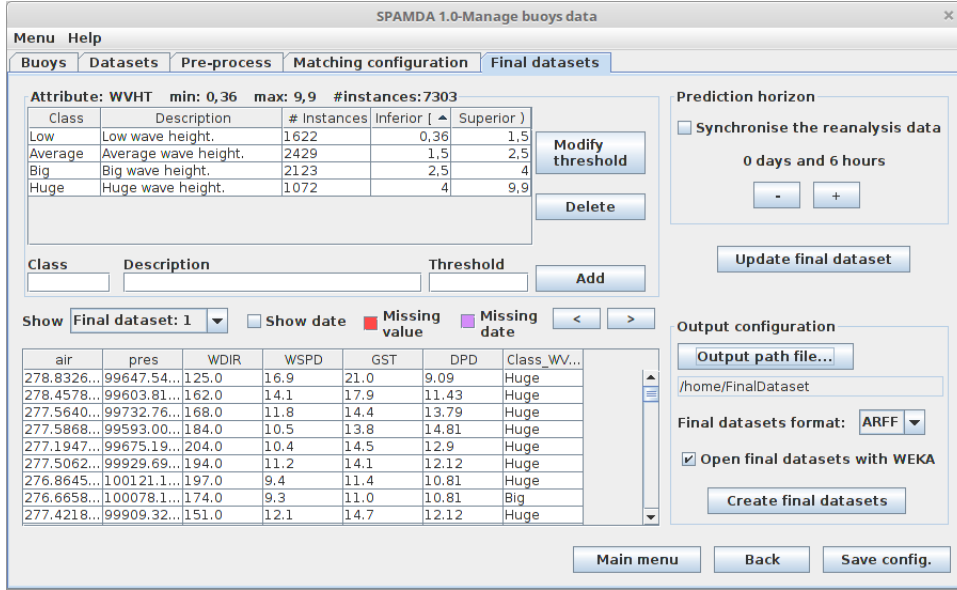 SPAMDA 1.0-Manage buoys data ×
Menu Help
Buoys Datasets Pre-process Matching configuration Final datasets
Attribute: WVHT min: 0,36 max: 9,9 #instances:7303
Class Description # Instances Inferior [ Superior )
Low Low wave height. 1622 0,36 1,5
Average Average wave height. 2429 1,5 2,5
Big Big wave height. 2123 2,5 4
Huge Huge wave height. 1072 4 9,9
Modify
threshold
Delete
Class Description Threshold
Add
Prediction horizon
Synchronise the reanalysis data
0 days and 6 hours
- +
Update final dataset
Show Final dataset: 1 Show date Missing
value Missing
date < >
air pres WDIR WSPD GST DPD Class_WV...
278.8326... 99647.54... 125.0 16.9 21.0 9.09 Huge
278.4578... 99603.81... 162.0 14.1 17.9 11.43 Huge
277.5640... 99732.76... 168.0 11.8 14.4 13.79 Huge
277.5868... 99593.00... 184.0 10.5 13.8 14.81 Huge
277.1947... 99675.19... 204.0 10.4 14.5 12.9 Huge
277.5062... 99929.69... 194.0 11.2 14.1 12.12 Huge
276.8645... 100121.1... 197.0 9.4 11.4 10.81 Huge
276.6658... 100078.1... 174.0 9.3 11.0 10.81 Big
277.4218... 99909.32... 151.0 12.1 14.7 12.12 Huge
Output configuration
Output path file...
/home/FinalDataset
Final datasets format: ARFF
Open final datasets with WEKA
Create final datasets
Main menu Back Save config.